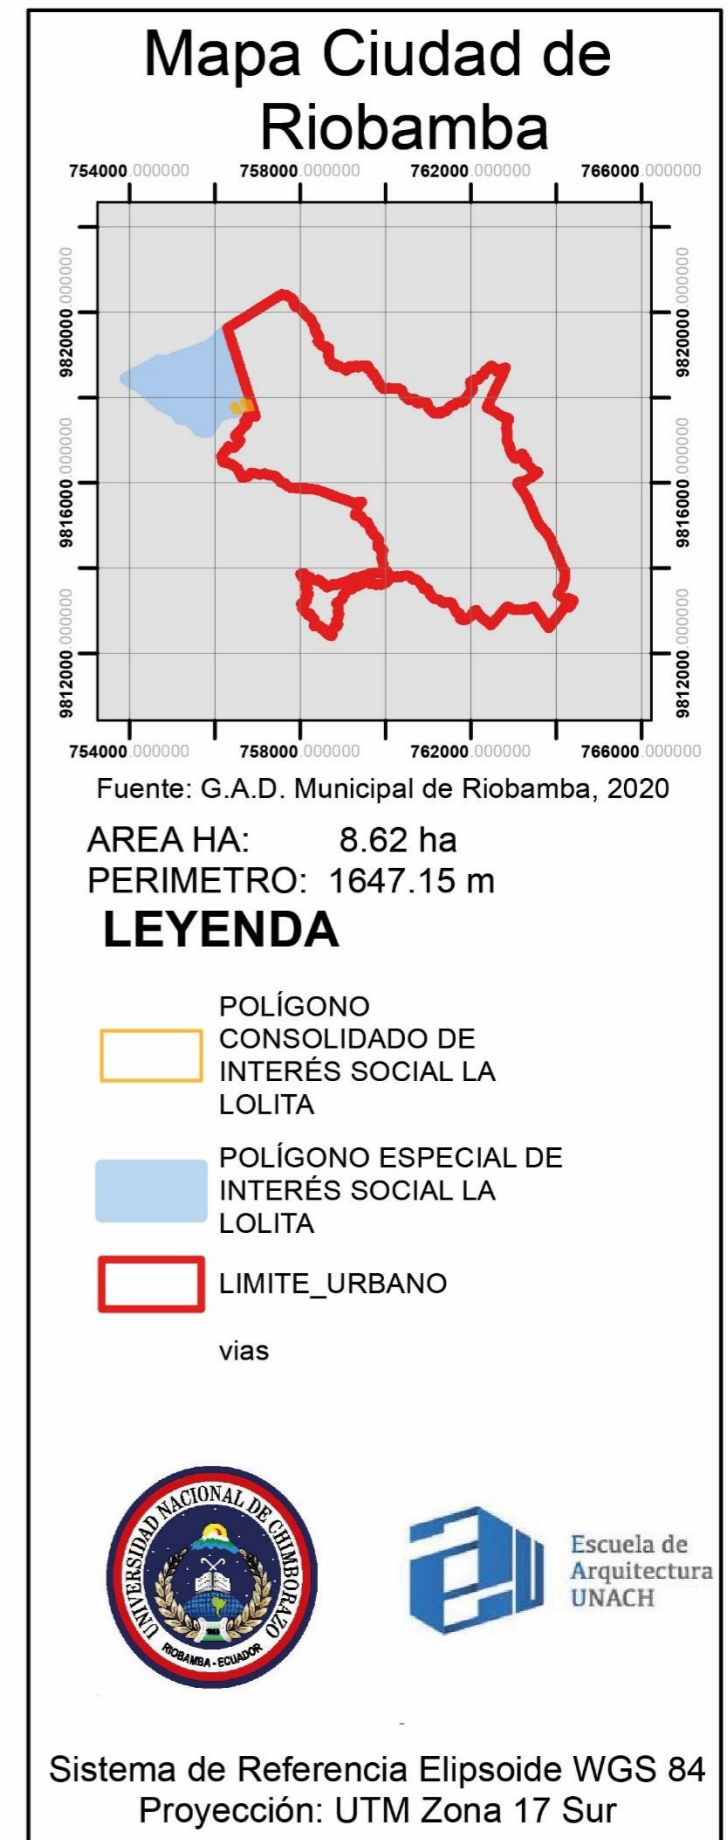 Mapa Ciudad de
Riobamba
754000.000000 758000.000000 762000.000000 766000.000000
9820000.000000 9820000.000000
9816000.000000 9816000.000000
9812000.000000 9812000.000000
754000.000000 758000.000000 762000.000000 766000.000000
Fuente: G.A.D. Municipal de Riobamba, 2020
AREA HA: 8.62 ha
PERIMETRO: 1647.15 m
LEYENDA
POLÍGONO
CONSOLIDADO DE
INTERÉS SOCIAL LA
LOLITA
POLÍGONO ESPECIAL DE
INTERÉS SOCIAL LA
LOLITA
LIMITE_URBANO
vias
UNIVERSIDAD NACIONAL DE CHIMBORAZO
RIOBAMBA - ECUADOR
Escuela de
Arquitectura
UNACH
Sistema de Referencia Elipsoide WGS 84
Proyección: UTM Zona 17 Sur